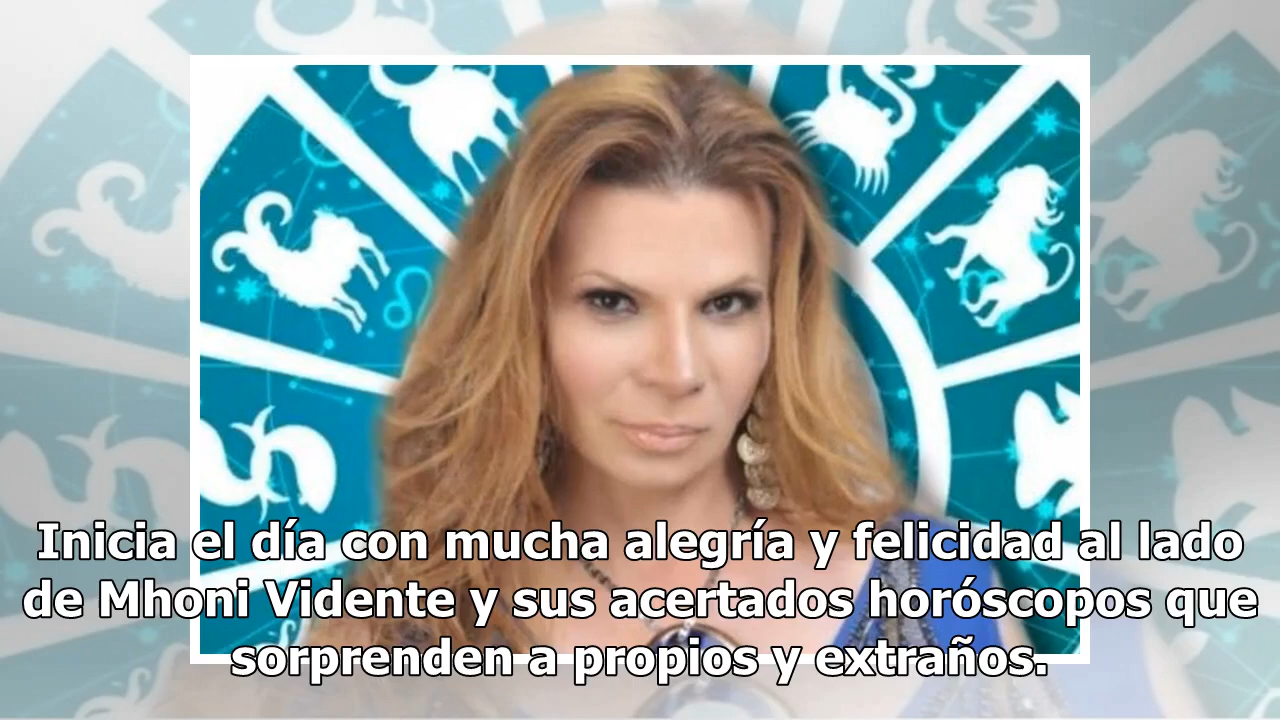 Inicia el día con mucha alegría y felicidad al lado
de Mhoni Vidente y sus acertados horóscopos que
sorprenden a propios y extraños.